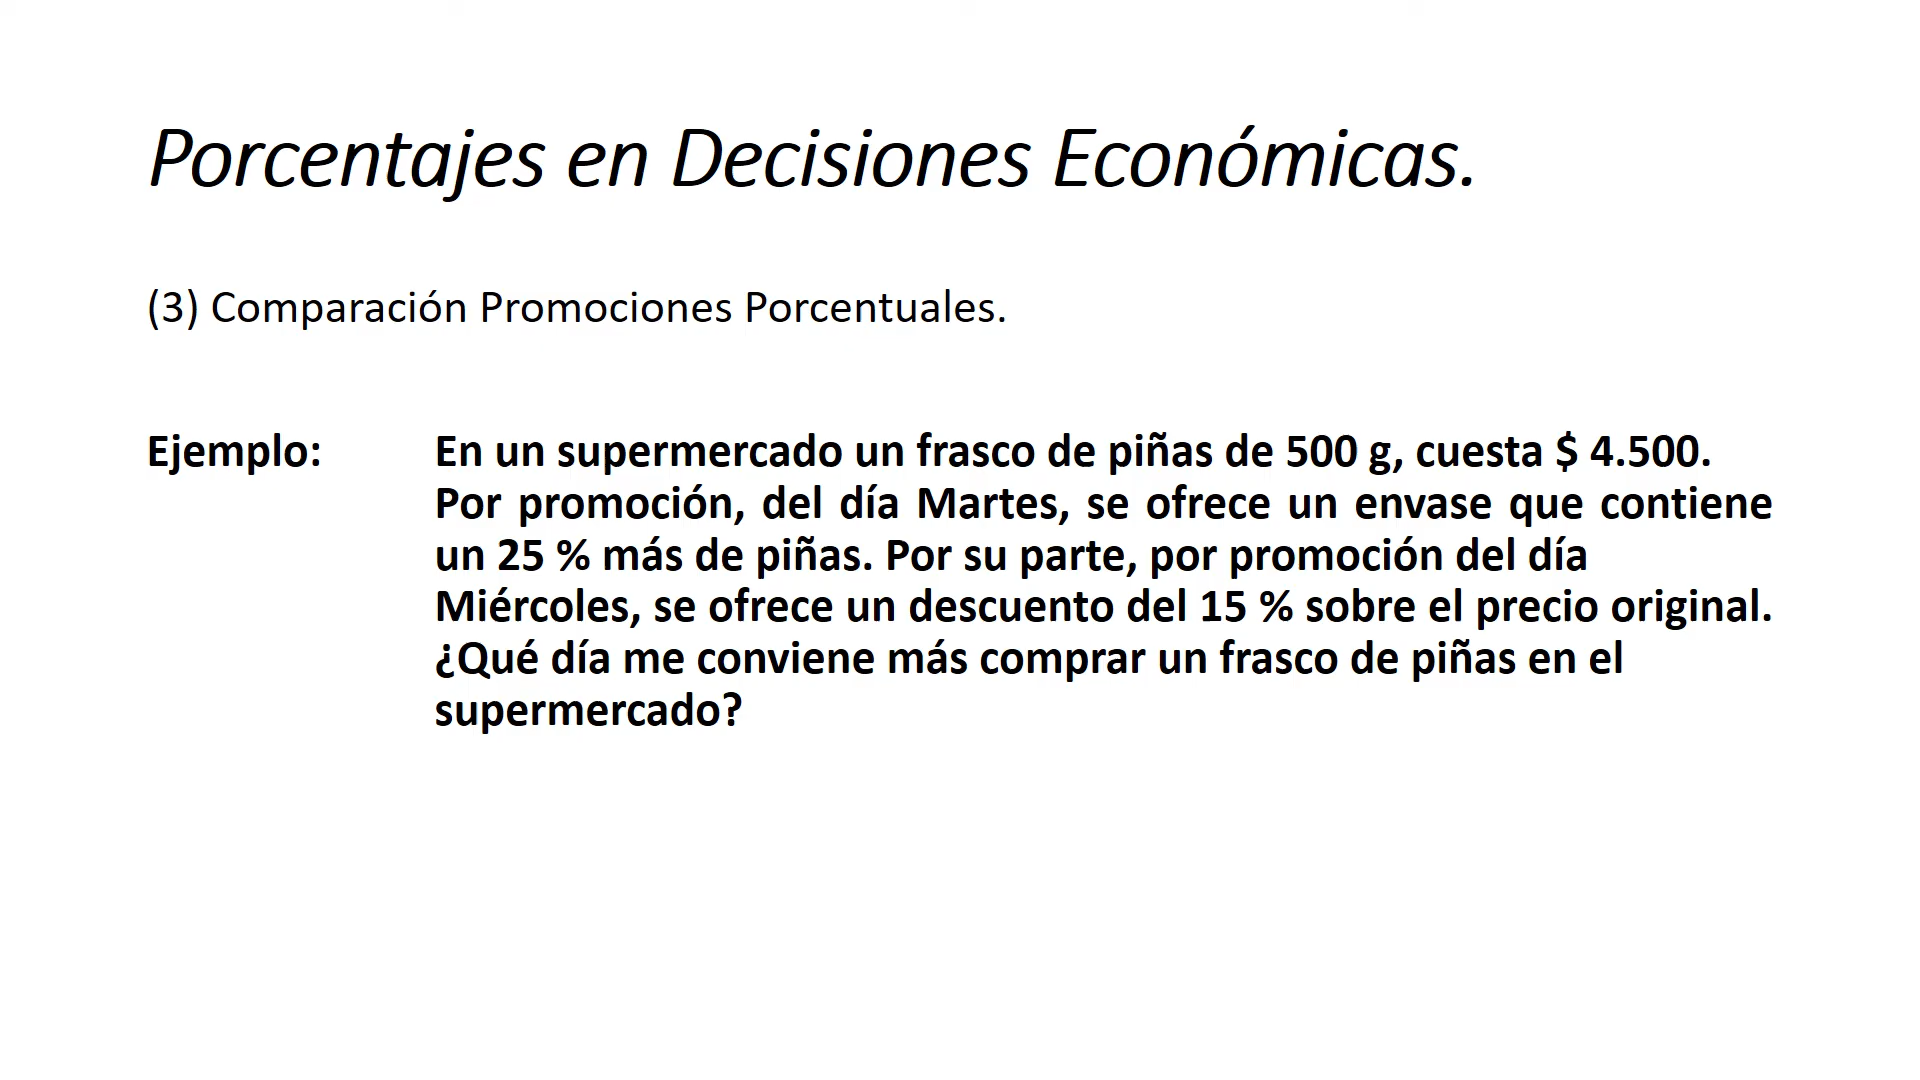 Porcentajes en Decisiones Económicas.
(3) Comparación Promociones Porcentuales.
Ejemplo: En un supermercado un frasco de piñas de 500 g, cuesta $ 4.500.
Por promoción, del día Martes, se ofrece un envase que contiene
un 25 % más de piñas. Por su parte, por promoción del día
Miércoles, se ofrece un descuento del 15 % sobre el precio original.
¿Qué día me conviene más comprar un frasco de piñas en el
supermercado?